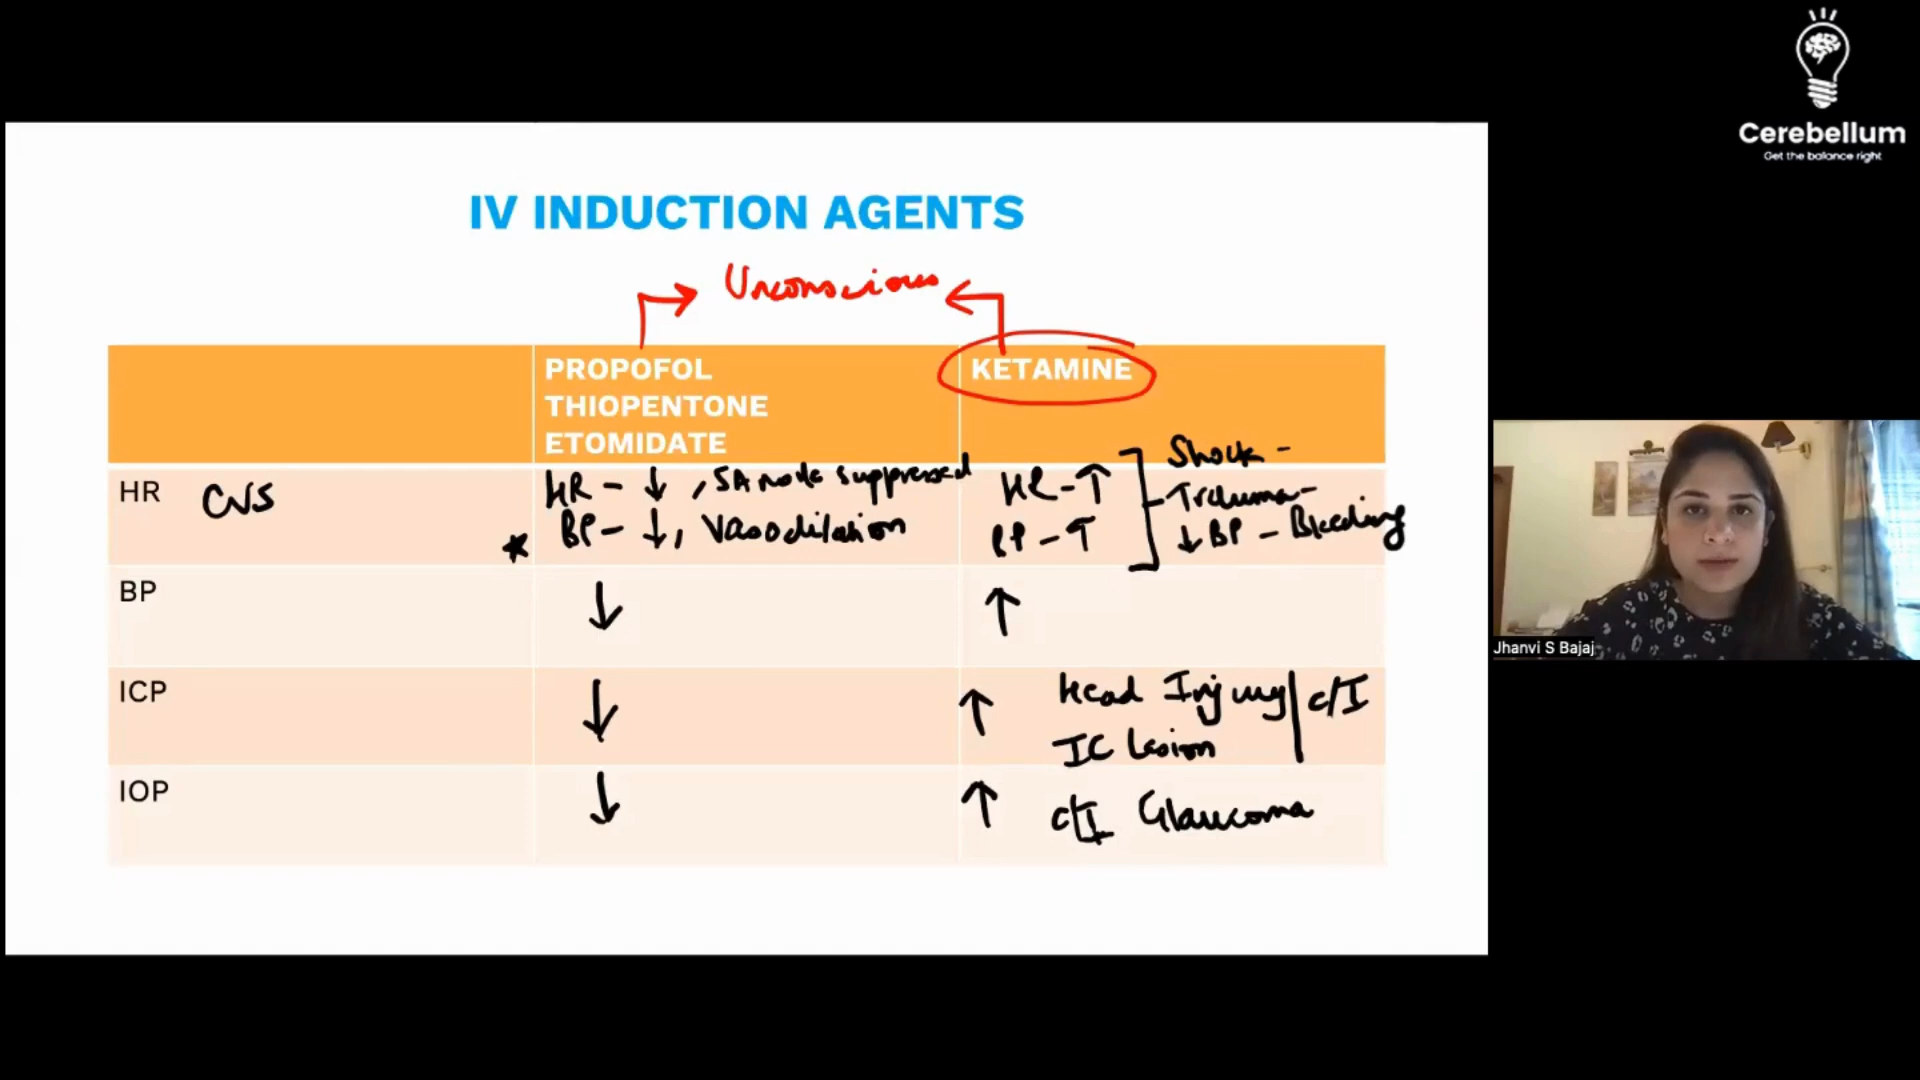 Cerebellum
Get the balance right
IV INDUCTION AGENTS
Unconscious
PROPOFOL
THIOPENTONE
ETOMIDATE
KETAMINE
HR CVS
HR - ↓, SA node suppressed
* BP - ↓, Vasodilation
HR - ↑
BP - ↑
Shock -
Trauma -
↓ BP - Bleeding
BP ↓ ↑
ICP ↓ ↑ Head Injury / C/I
IC Lesion
IOP ↓ ↑ C/I Glaucoma
Jhanvi S Bajaj